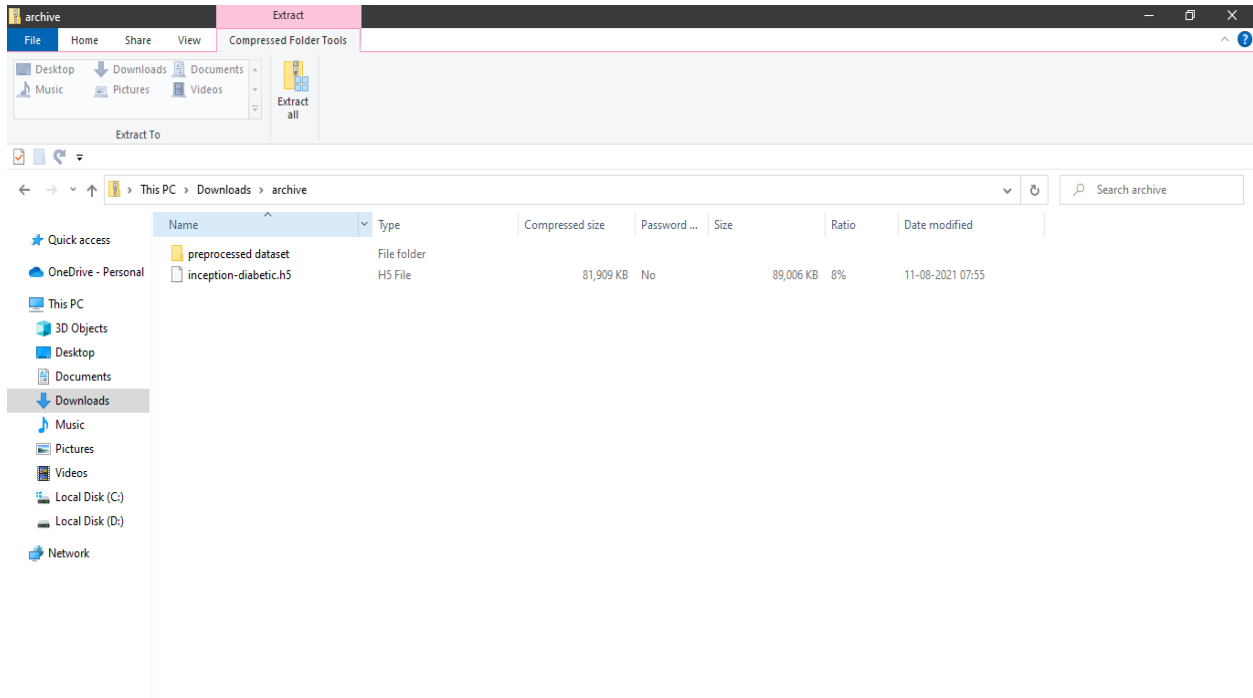 archive Extract
File Home Share View Compressed Folder Tools
Desktop Downloads Documents
Music Pictures Videos
Extract all
Extract To
This PC Downloads archive Search archive
Name Type Compressed size Password ... Size Ratio Date modified
preprocessed dataset File folder
inception-diabetic.h5 H5 File 81,909 KB No 89,006 KB 8% 11-08-2021 07:55
Quick access
OneDrive - Personal
This PC
3D Objects
Desktop
Documents
Downloads
Music
Pictures
Videos
Local Disk (C:)
Local Disk (D:)
Network